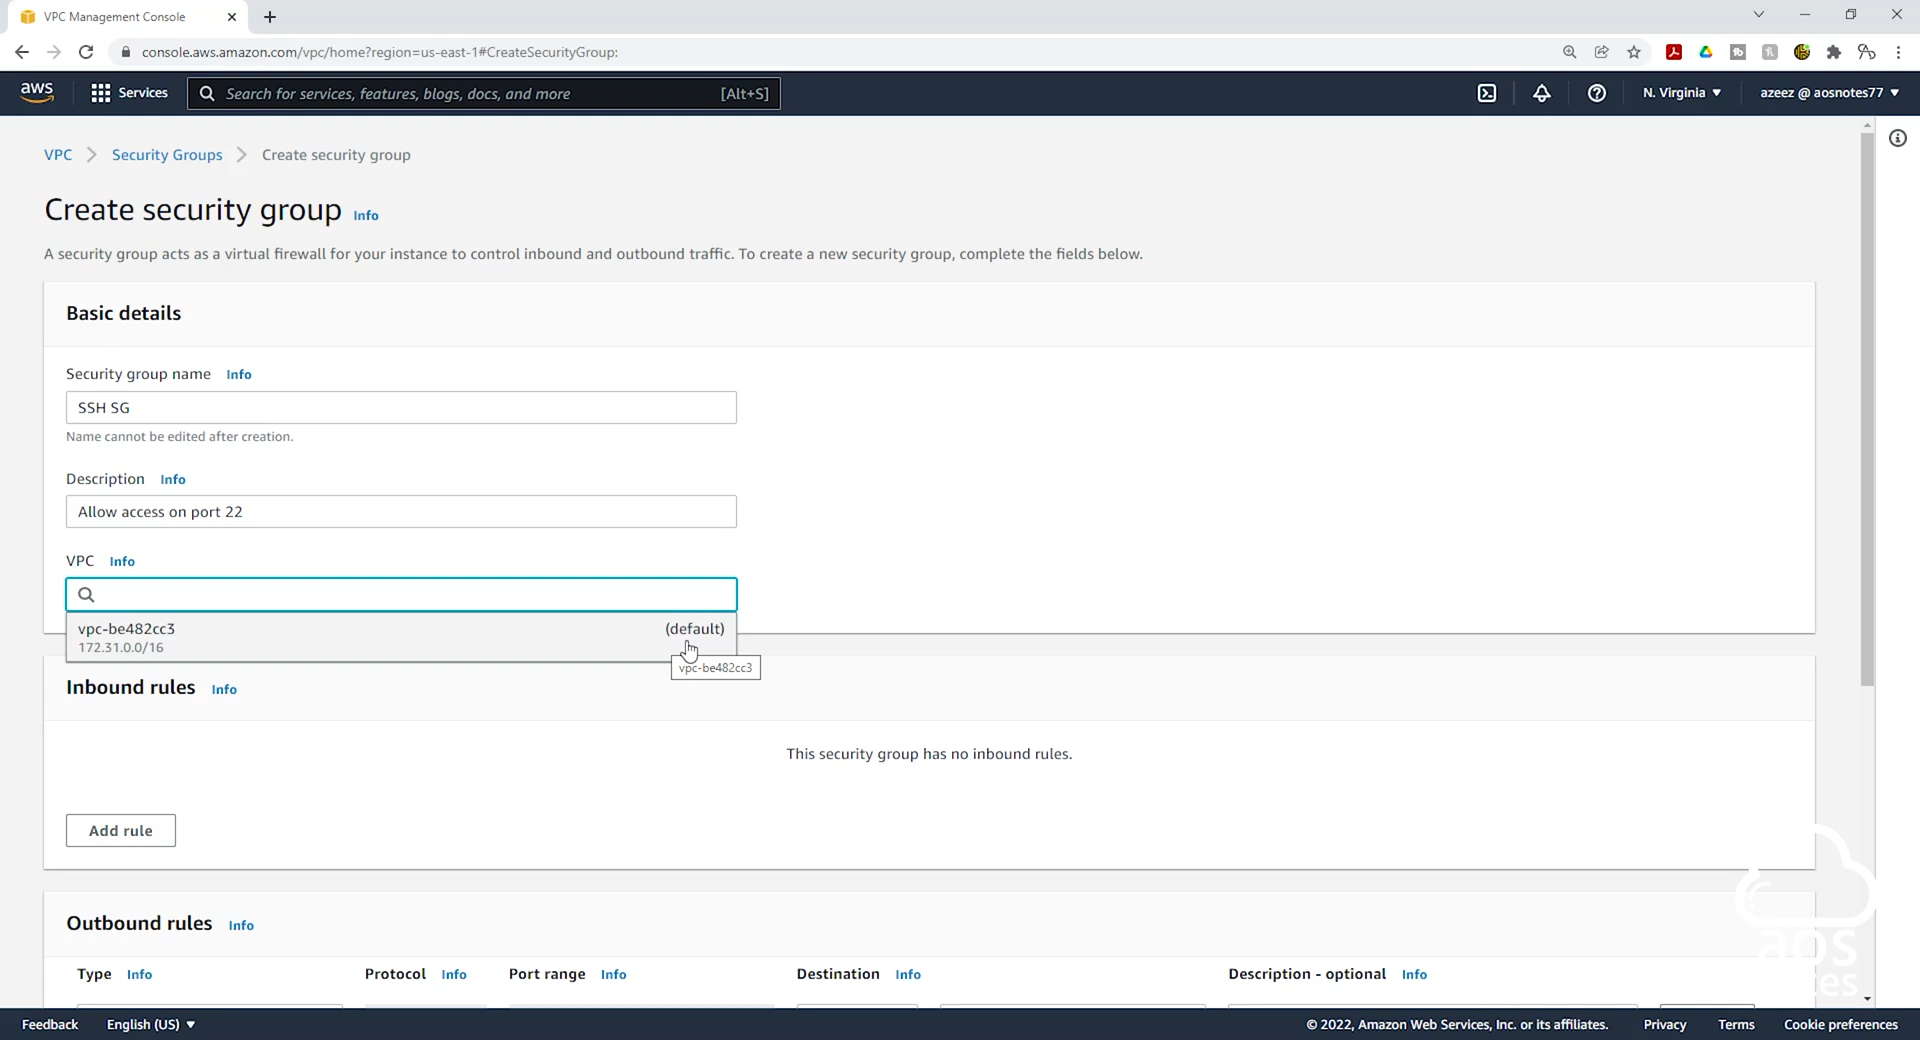 VPC Management Console
console.aws.amazon.com/vpc/home?region=us-east-1#CreateSecurityGroup:
aws
Services
Search for services, features, blogs, docs, and more
[Alt+S]
N. Virginia
azeez @ aosnotes77
VPC
Security Groups
Create security group
Create security group Info
A security group acts as a virtual firewall for your instance to control inbound and outbound traffic. To create a new security group, complete the fields below.
Basic details
Security group name Info
SSH SG
Name cannot be edited after creation.
Description Info
Allow access on port 22
VPC Info
vpc-be482cc3 (default)
172.31.0.0/16
vpc-be482cc3
Inbound rules Info
This security group has no inbound rules.
Add rule
Outbound rules Info
Type Info Protocol Info Port range Info Destination Info Description - optional Info
aos
Feedback English (US) © 2022, Amazon Web Services, Inc. or its affiliates. Privacy Terms Cookie preferences